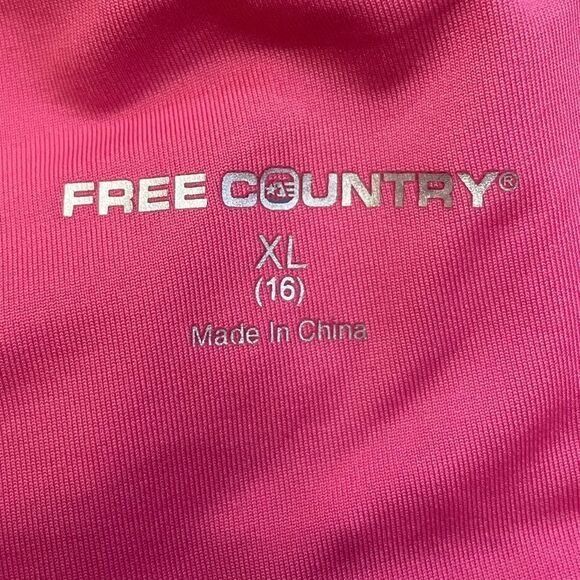 FREE COUNTRY®
XL
(16)
Made In China